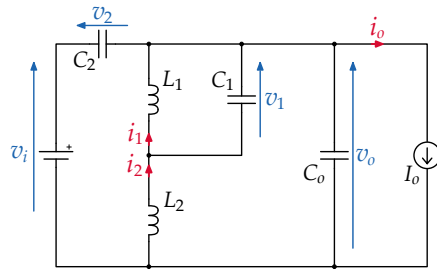 v₂
C₂
L₁
C₁
v₁
iₒ
i₁
i₂
vᵢ
+
L₂
Cₒ
vₒ
Iₒ